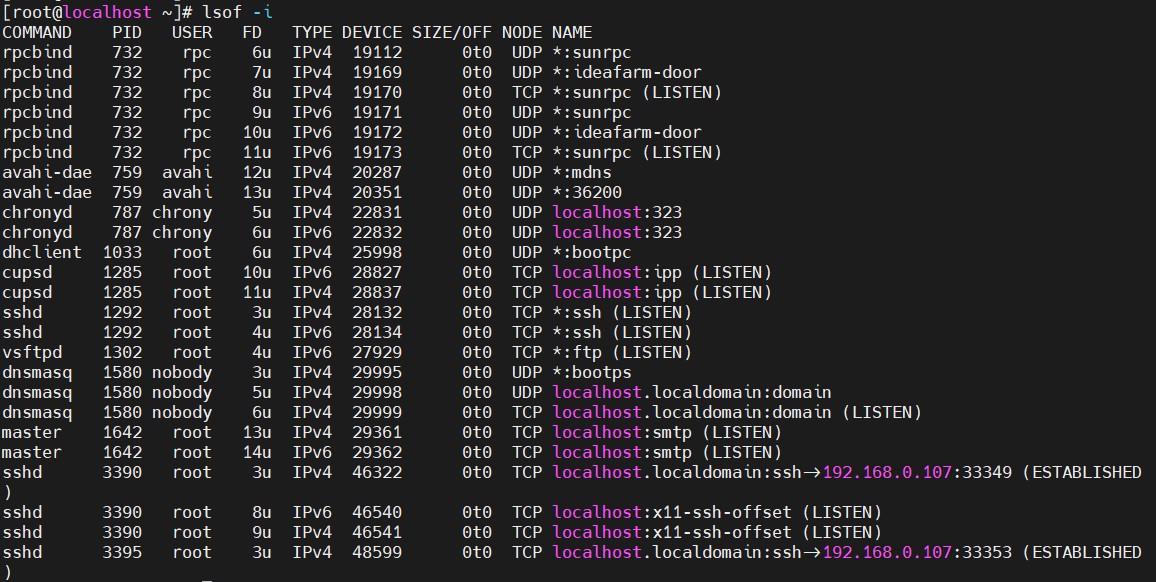 [root@localhost ~]# lsof -i
COMMAND    PID   USER   FD   TYPE DEVICE SIZE/OFF NODE NAME
rpcbind    732    rpc    6u  IPv4  19112      0t0  UDP *:sunrpc
rpcbind    732    rpc    7u  IPv4  19169      0t0  UDP *:ideafarm-door
rpcbind    732    rpc    8u  IPv4  19170      0t0  TCP *:sunrpc (LISTEN)
rpcbind    732    rpc    9u  IPv6  19171      0t0  UDP *:sunrpc
rpcbind    732    rpc   10u  IPv6  19172      0t0  UDP *:ideafarm-door
rpcbind    732    rpc   11u  IPv6  19173      0t0  TCP *:sunrpc (LISTEN)
avahi-dae  759  avahi   12u  IPv4  20287      0t0  UDP *:mdns
avahi-dae  759  avahi   13u  IPv4  20351      0t0  UDP *:36200
chronyd    787 chrony    5u  IPv4  22831      0t0  UDP localhost:323
chronyd    787 chrony    6u  IPv6  22832      0t0  UDP localhost:323
dhclient  1033   root    6u  IPv4  25998      0t0  UDP *:bootpc
cupsd     1285   root   10u  IPv6  28827      0t0  TCP localhost:ipp (LISTEN)
cupsd     1285   root   11u  IPv4  28837      0t0  TCP localhost:ipp (LISTEN)
sshd      1292   root    3u  IPv4  28132      0t0  TCP *:ssh (LISTEN)
sshd      1292   root    4u  IPv6  28134      0t0  TCP *:ssh (LISTEN)
vsftpd    1302   root    4u  IPv6  27929      0t0  TCP *:ftp (LISTEN)
dnsmasq   1580 nobody    3u  IPv4  29995      0t0  UDP *:bootps
dnsmasq   1580 nobody    5u  IPv4  29998      0t0  UDP localhost.localdomain:domain
dnsmasq   1580 nobody    6u  IPv4  29999      0t0  TCP localhost.localdomain:domain (LISTEN)
master    1642   root   13u  IPv4  29361      0t0  TCP localhost:smtp (LISTEN)
master    1642   root   14u  IPv6  29362      0t0  TCP localhost:smtp (LISTEN)
sshd      3390   root    3u  IPv4  46322      0t0  TCP localhost.localdomain:ssh→192.168.0.107:33349 (ESTABLISHED
)
sshd      3390   root    8u  IPv6  46540      0t0  TCP localhost:x11-ssh-offset (LISTEN)
sshd      3390   root    9u  IPv4  46541      0t0  TCP localhost:x11-ssh-offset (LISTEN)
sshd      3395   root    3u  IPv4  48599      0t0  TCP localhost.localdomain:ssh→192.168.0.107:33353 (ESTABLISHED
)